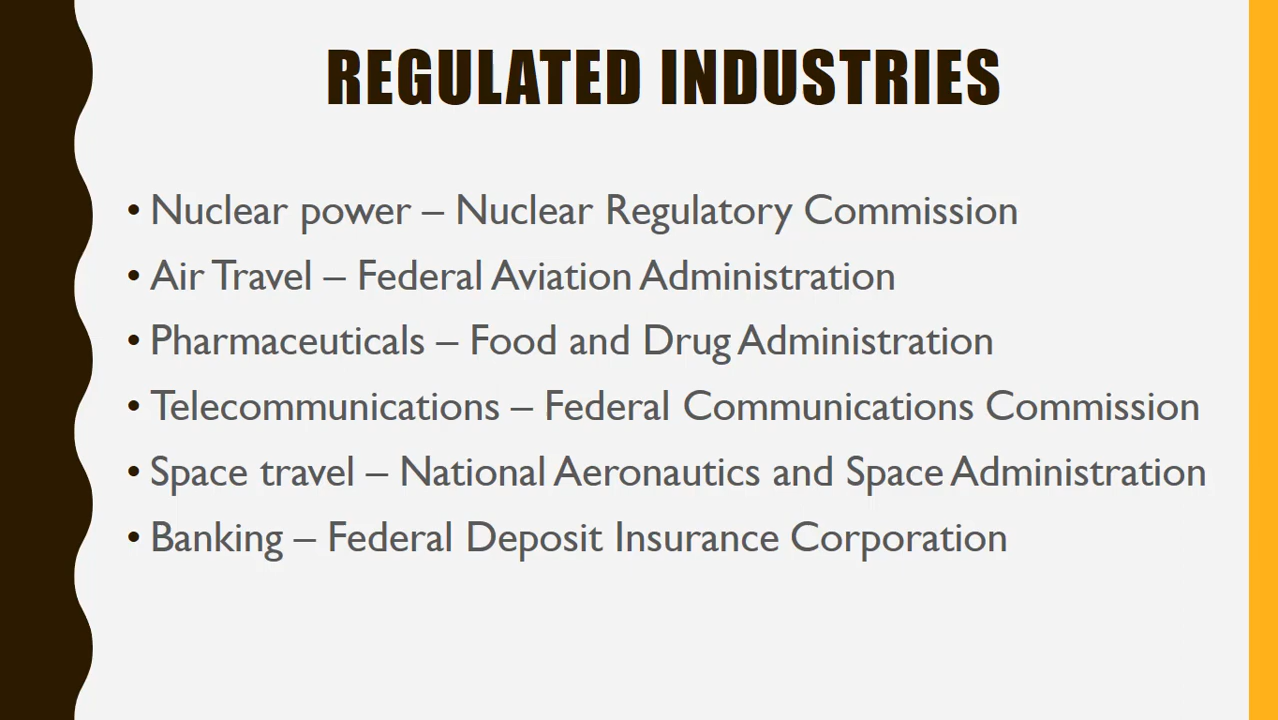 REGULATED INDUSTRIES
• Nuclear power – Nuclear Regulatory Commission
• Air Travel – Federal Aviation Administration
• Pharmaceuticals – Food and Drug Administration
• Telecommunications – Federal Communications Commission
• Space travel – National Aeronautics and Space Administration
• Banking – Federal Deposit Insurance Corporation